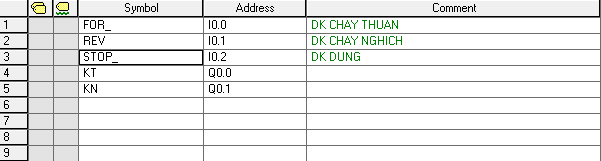 Symbol Address Comment
1 FOR_ I0.0 DK CHAY THUAN
2 REV I0.1 DK CHAY NGHICH
3 STOP_ I0.2 DK DUNG
4 KT Q0.0
5 KN Q0.1
6
7
8
9